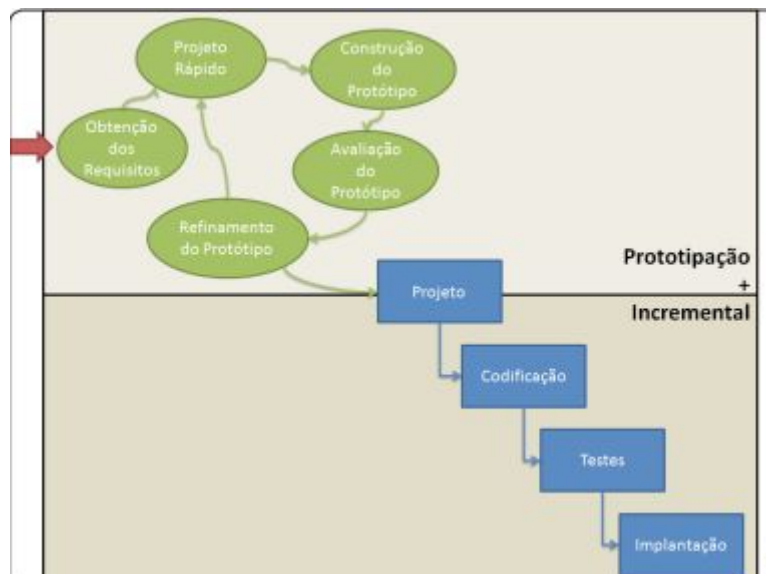 Projeto
Rápido
Construção
do
Protótipo
Obtenção
dos
Requisitos
Avaliação
do
Protótipo
Refinamento
do Protótipo
Prototipação
+
Incremental
Projeto
Codificação
Testes
Implantação